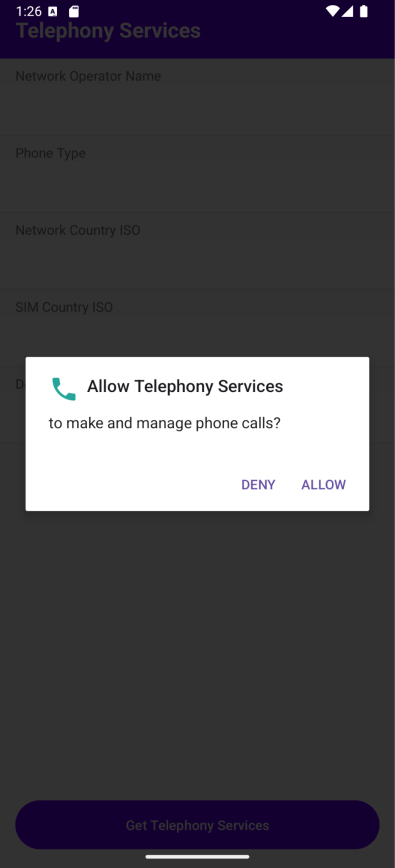 1:26
Telephony Services
Network Operator Name
Phone Type
Network Country ISO
SIM Country ISO
Allow Telephony Services
to make and manage phone calls?
DENY ALLOW
Get Telephony Services